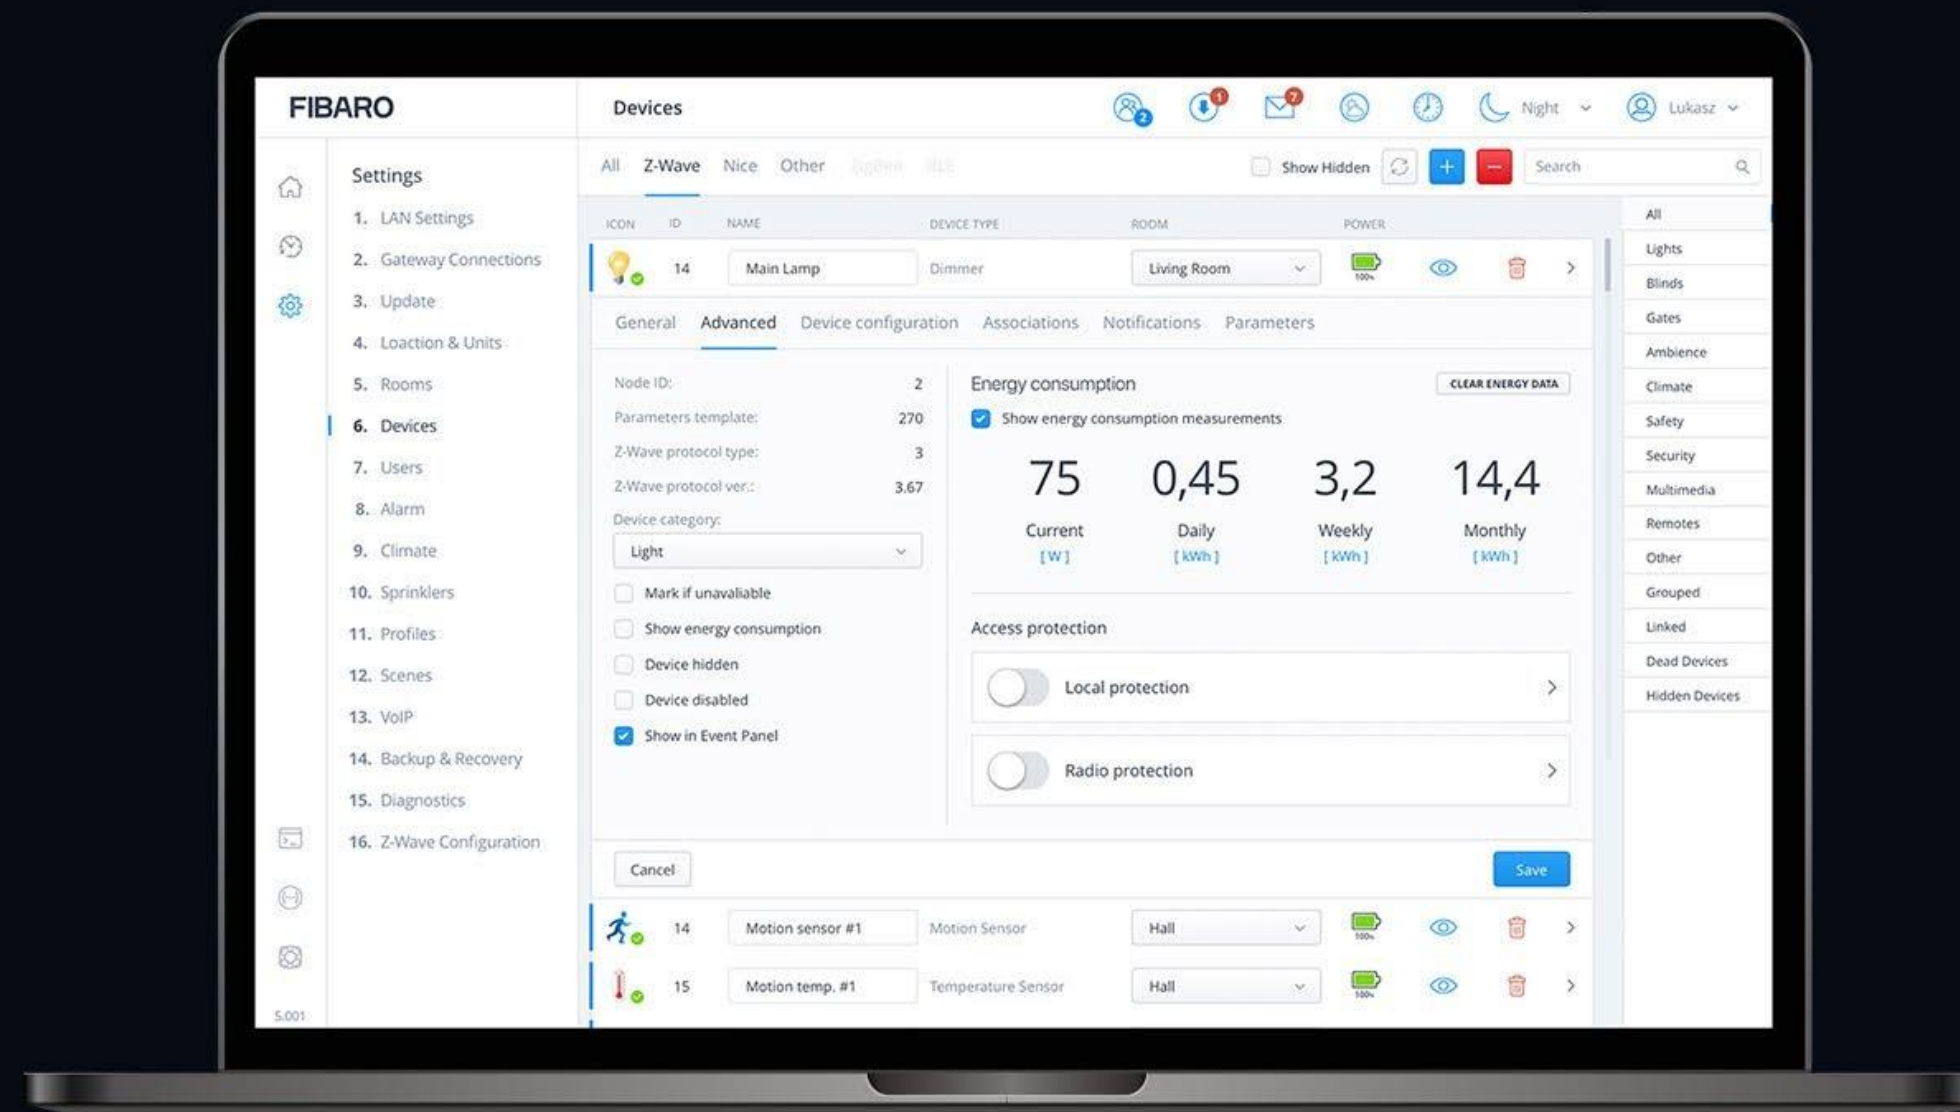 FIBARO
Devices
2
1
7
Night
Lukasz
Settings
1. LAN Settings
2. Gateway Connections
3. Update
4. Loaction & Units
5. Rooms
6. Devices
7. Users
8. Alarm
9. Climate
10. Sprinklers
11. Profiles
12. Scenes
13. VoIP
14. Backup & Recovery
15. Diagnostics
16. Z-Wave Configuration
5.001
All Z-Wave Nice Other
Show Hidden
+ −
Search
ICON ID NAME DEVICE TYPE ROOM POWER
14 Main Lamp Dimmer Living Room 100%
General Advanced Device configuration Associations Notifications Parameters
Node ID: 2
Parameters template: 270
Z-Wave protocol type: 3
Z-Wave protocol ver.: 3.67
Device category:
Light
Mark if unavaliable
Show energy consumption
Device hidden
Device disabled
Show in Event Panel
Energy consumption
CLEAR ENERGY DATA
Show energy consumption measurements
75 0,45 3,2 14,4
Current Daily Weekly Monthly
[ W ] [ kWh ] [ kWh ] [ kWh ]
Access protection
Local protection
Radio protection
Cancel
Save
14 Motion sensor #1 Motion Sensor Hall 100%
15 Motion temp. #1 Temperature Sensor Hall 100%
All
Lights
Blinds
Gates
Ambience
Climate
Safety
Security
Multimedia
Remotes
Other
Grouped
Linked
Dead Devices
Hidden Devices